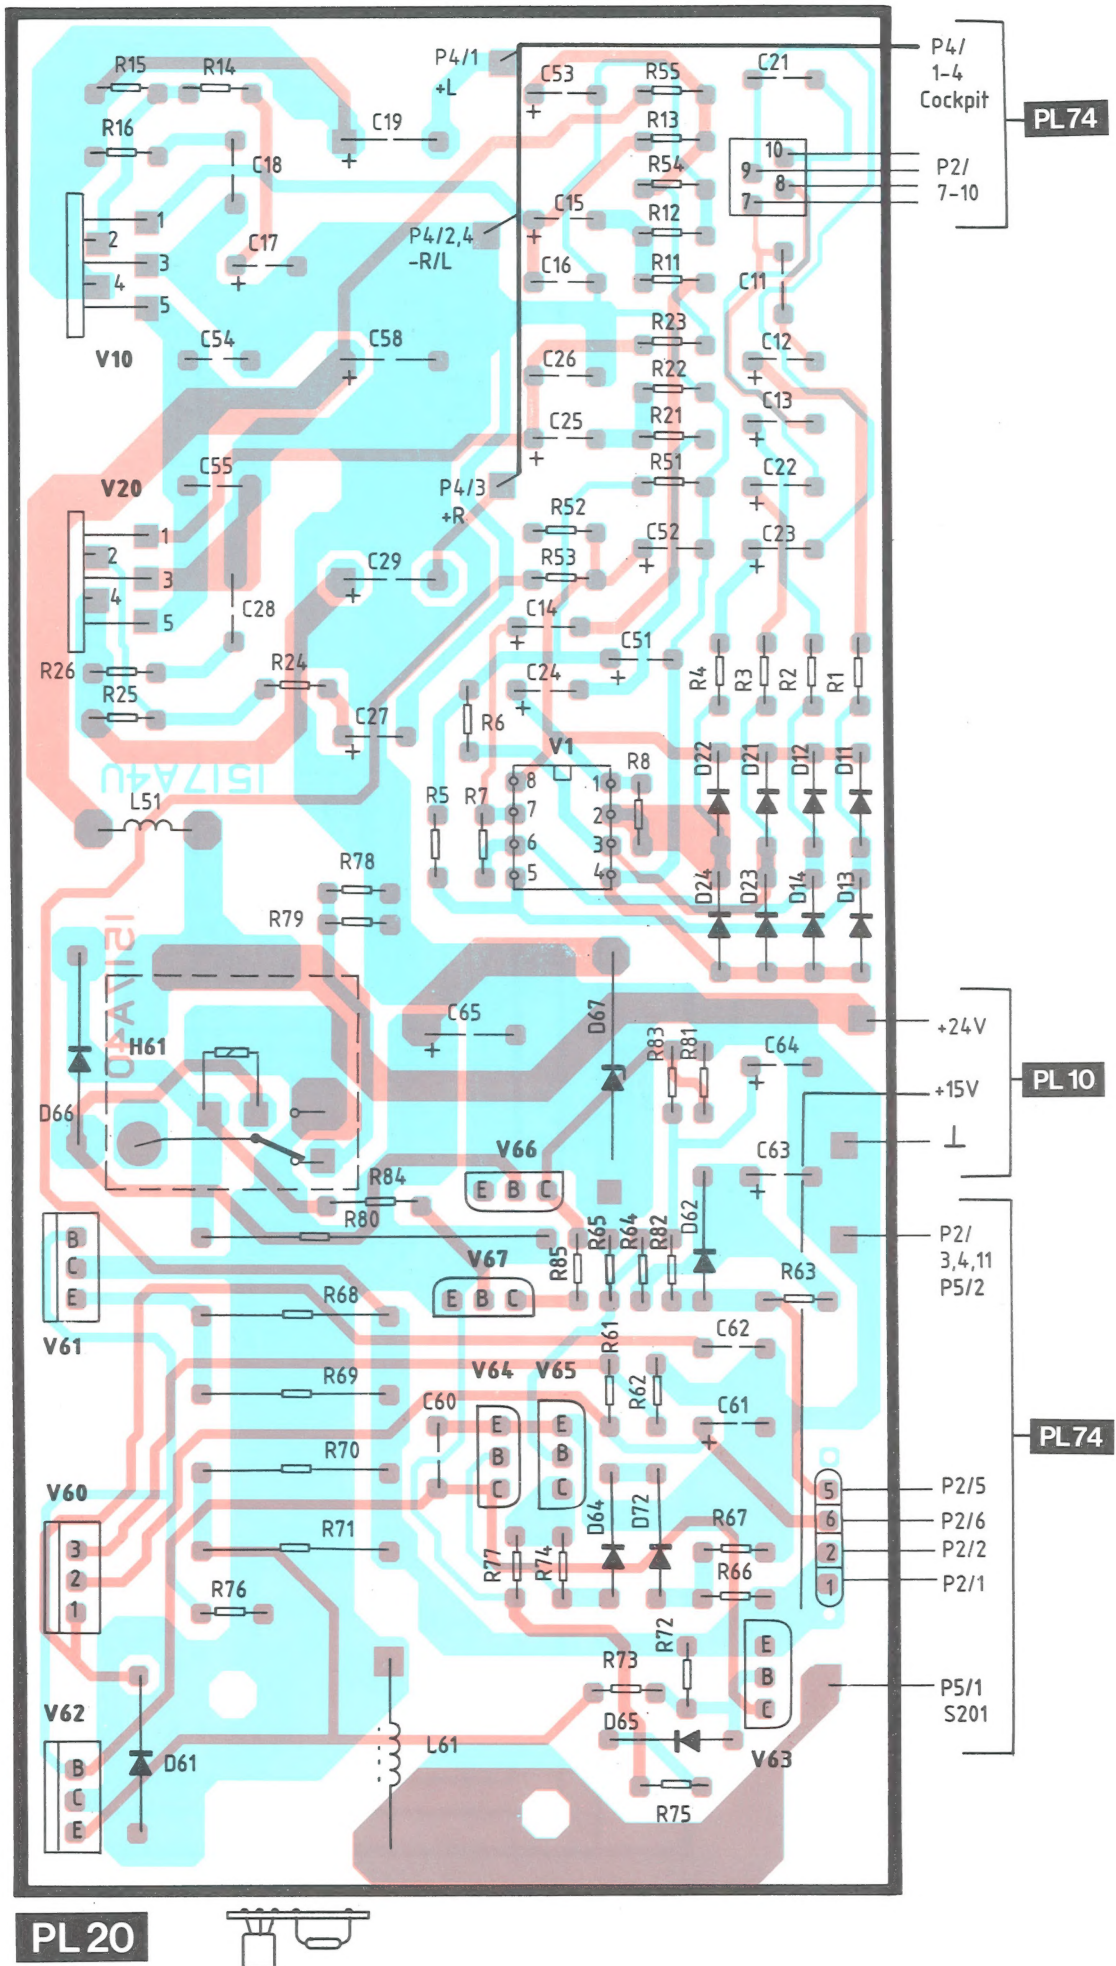 P4/1
+L
C53
R55
C21
P4/
1-4
Cockpit
PL74
R15
R14
R16
C19
+
C18
+
R13
R54
10
9
8
7
P2/
7-10
1
2
3
4
5
V10
C17
+
P4/2,4
-R/L
C15
+
R12
C16
R11
C11
C54
C58
+
R23
C26
R22
C12
+
C25
+
R21
C13
+
V20
C55
P4/3
+R
R51
C22
+
1
2
3
4
5
R52
C52
+
C23
+
C29
+
R53
C28
C14
+
C51
+
R26
R24
R25
C24
+
R4
R3
R2
R1
C27
+
R6
V1
1517A4U
L51
R5
R7
8
7
6
5
1
2
3
4
R8
D22
D21
D12
D11
R78
R79
D24
D23
D14
D13
1517A40
H61
D66
C65
+
D67
R83
R81
C64
+
+24V
+15V
⊥
PL10
V66
E B C
C63
+
R84
R80
B
C
E
V61
V67
E B C
R85
R65
R64
R82
D62
R63
P2/
3,4,11
P5/2
R68
R61
C62
R69
V64
V65
R62
C60
C61
+
E
B
C
E
B
C
R70
V60
3
2
1
R71
D64
D72
R67
R77
R74
R66
R76
5
6
2
1
P2/5
P2/6
P2/2
P2/1
PL74
R72
E
B
C
V63
R73
D65
P5/1
S201
V62
B
C
E
D61
L61
R75
PL20